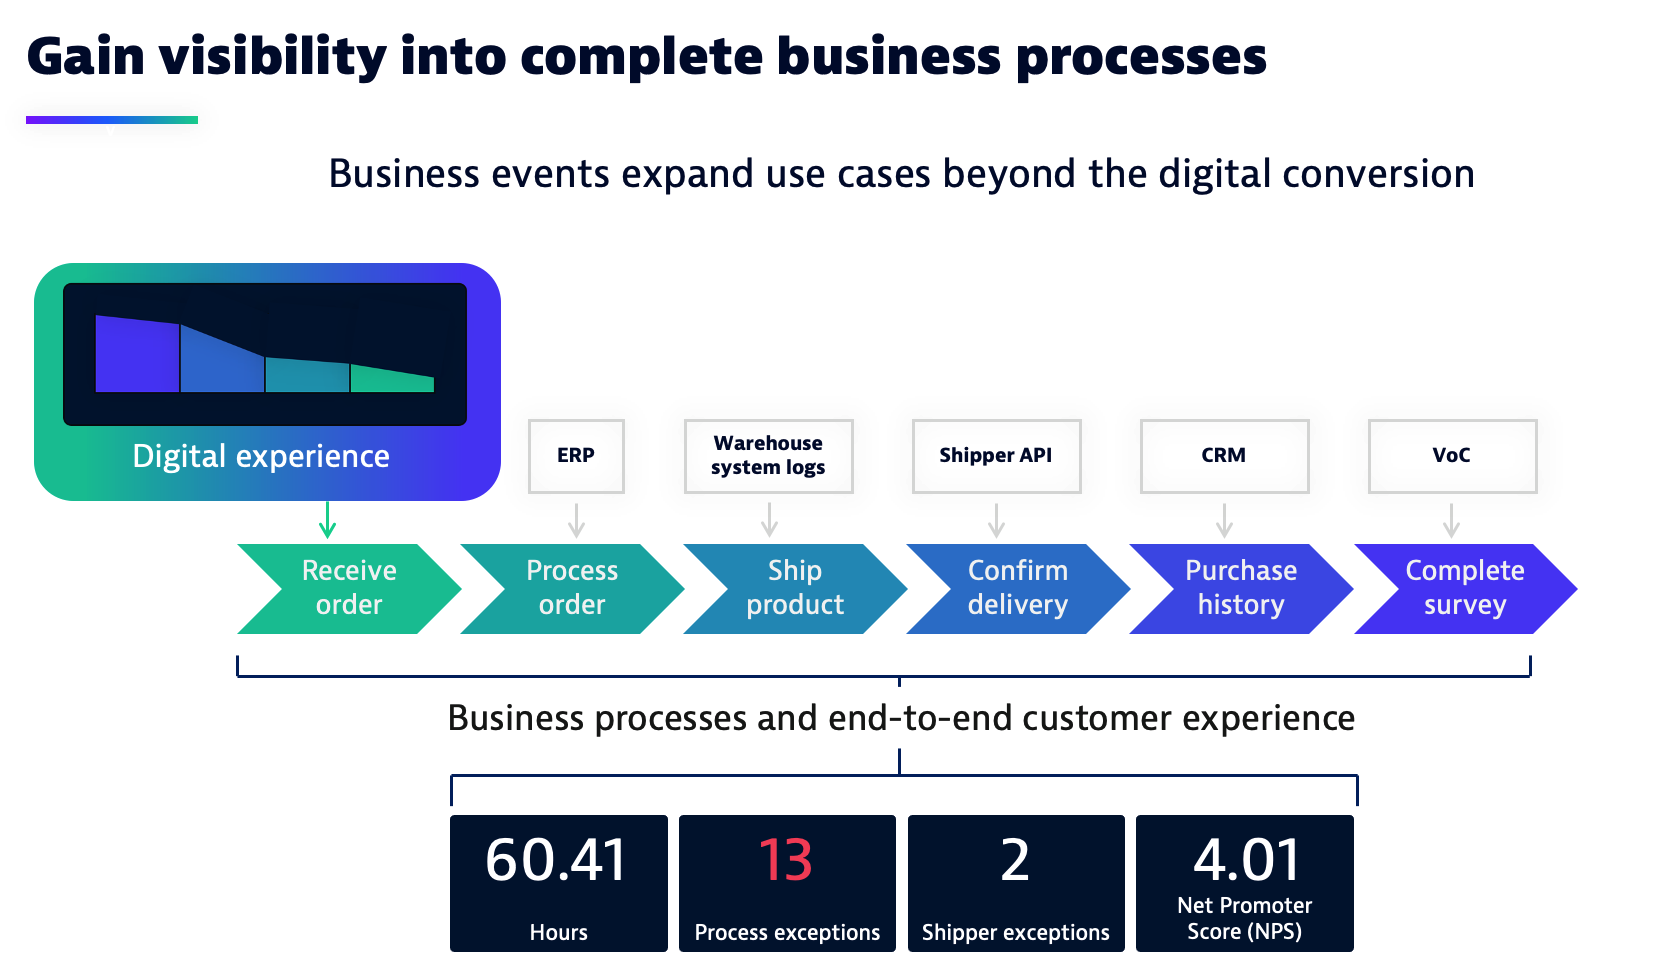 Gain visibility into complete business processes
Business events expand use cases beyond the digital conversion
Digital experience
ERP
Warehouse
system logs
Shipper API
CRM
VoC
Receive
order
Process
order
Ship
product
Confirm
delivery
Purchase
history
Complete
survey
Business processes and end-to-end customer experience
60.41
Hours
13
Process exceptions
2
Shipper exceptions
4.01
Net Promoter
Score (NPS)